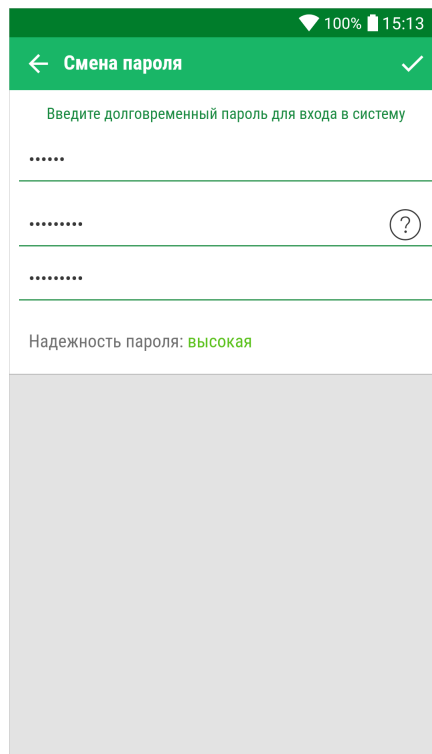 100% 15:13
Смена пароля
Введите долговременный пароль для входа в систему
••••••
••••••••• ?
•••••••••
Надежность пароля: высокая